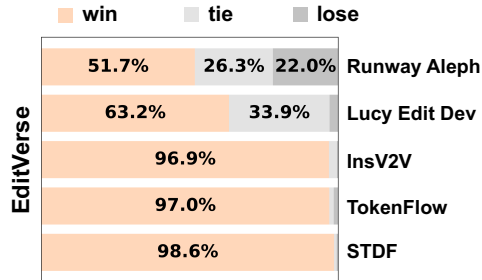 win tie lose
51.7% 26.3% 22.0% Runway Aleph
63.2% 33.9% Lucy Edit Dev
96.9% InsV2V
97.0% TokenFlow
98.6% STDF
EditVerse